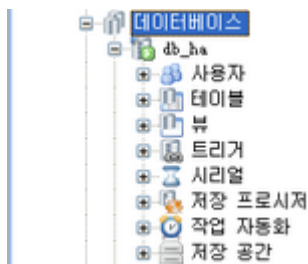 데이터베이스
db_ha
사용자
테이블
뷰
트리거
시리얼
저장 프로시저
작업 자동화
저장 공간